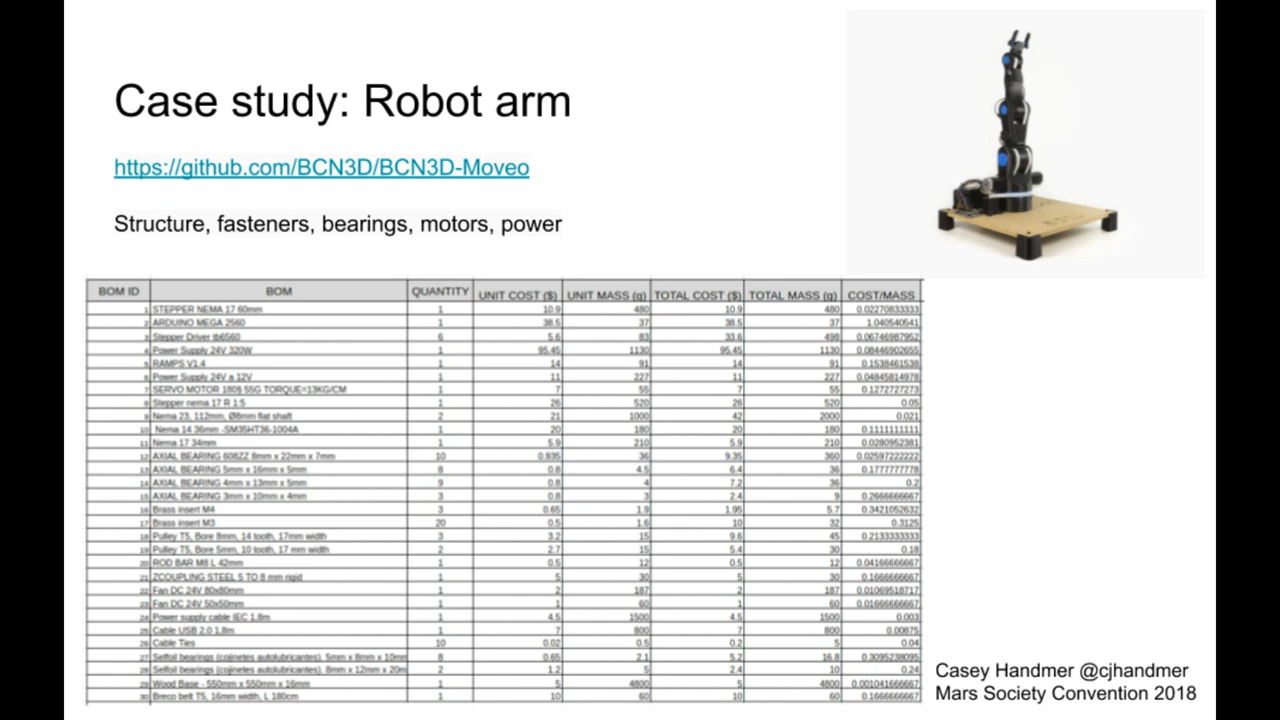 Case study: Robot arm
https://github.com/BCN3D/BCN3D-Moveo
Structure, fasteners, bearings, motors, power
BOM ID BOM QUANTITY UNIT COST ($) UNIT MASS (g) TOTAL COST ($) TOTAL MASS (g) COST/MASS
1 STEPPER NEMA 17 60mm 1 10.9 480 10.9 480 0.02270833333
2 ARDUINO MEGA 2560 1 38.5 37 38.5 37 1.040540541
3 Stepper Driver tb6560 6 5.6 83 33.6 498 0.06746987952
4 Power Supply 24V 320W 1 95.45 1130 95.45 1130 0.08446902655
5 RAMPS V1.4 1 14 91 14 91 0.1538461538
6 Power Supply 24V a 12V 1 11 227 11 227 0.04845814978
7 SERVO MOTOR 1806 55G TORQUE=13KG/CM 1 7 55 7 55 0.1272727273
8 Stepper nema 17 R 1:5 1 26 520 26 520 0.05
9 Nema 23, 112mm, Ø8mm flat shaft 2 21 1000 42 2000 0.021
10 Nema 14 36mm -SM35HT36-1004A 1 20 180 20 180 0.1111111111
11 Nema 17 34mm 1 5.9 210 5.9 210 0.0280952381
12 AXIAL BEARING 608ZZ 8mm x 22mm x 7mm 10 0.935 36 9.35 360 0.02597222222
13 AXIAL BEARING 5mm x 16mm x 5mm 8 0.8 4.5 6.4 36 0.1777777778
14 AXIAL BEARING 4mm x 13mm x 5mm 9 0.8 4 7.2 36 0.2
15 AXIAL BEARING 3mm x 10mm x 4mm 3 0.8 3 2.4 9 0.2666666667
16 Brass insert M4 3 0.65 1.9 1.95 5.7 0.3421052632
17 Brass insert M3 20 0.5 1.6 10 32 0.3125
18 Pulley T5, Bore 8mm, 14 tooth, 17mm width 3 3.2 15 9.6 45 0.2133333333
19 Pulley T5, Bore 5mm, 10 tooth, 17 mm width 2 2.7 15 5.4 30 0.18
20 ROD BAR M8 L 42mm 1 0.5 12 0.5 12 0.04166666667
21 ZCOUPLING STEEL 5 TO 8 mm rigid 1 5 30 5 30 0.1666666667
22 Fan DC 24V 80x80mm 1 2 187 2 187 0.01069518717
23 Fan DC 24V 50x50mm 1 1 60 1 60 0.01666666667
24 Power supply cable IEC 1,8m 1 4.5 1500 4.5 1500 0.003
25 Cable USB 2.0 1,8m 1 7 800 7 800 0.00875
26 Cable Ties 10 0.02 0.5 0.2 5 0.04
27 Selfoil bearings (cojinetes autolubricantes), 5mm x 8mm x 10mm 8 0.65 2.1 5.2 16.8 0.3095238095
28 Selfoil bearings (cojinetes autolubricantes), 8mm x 12mm x 20m 2 1.2 5 2.4 10 0.24
29 Wood Base - 550mm x 550mm x 16mm 1 5 4800 5 4800 0.001041666667
30 Breco belt T5, 16mm width, L 180cm 1 10 60 10 60 0.1666666667
Casey Handmer @cjhandmer
Mars Society Convention 2018